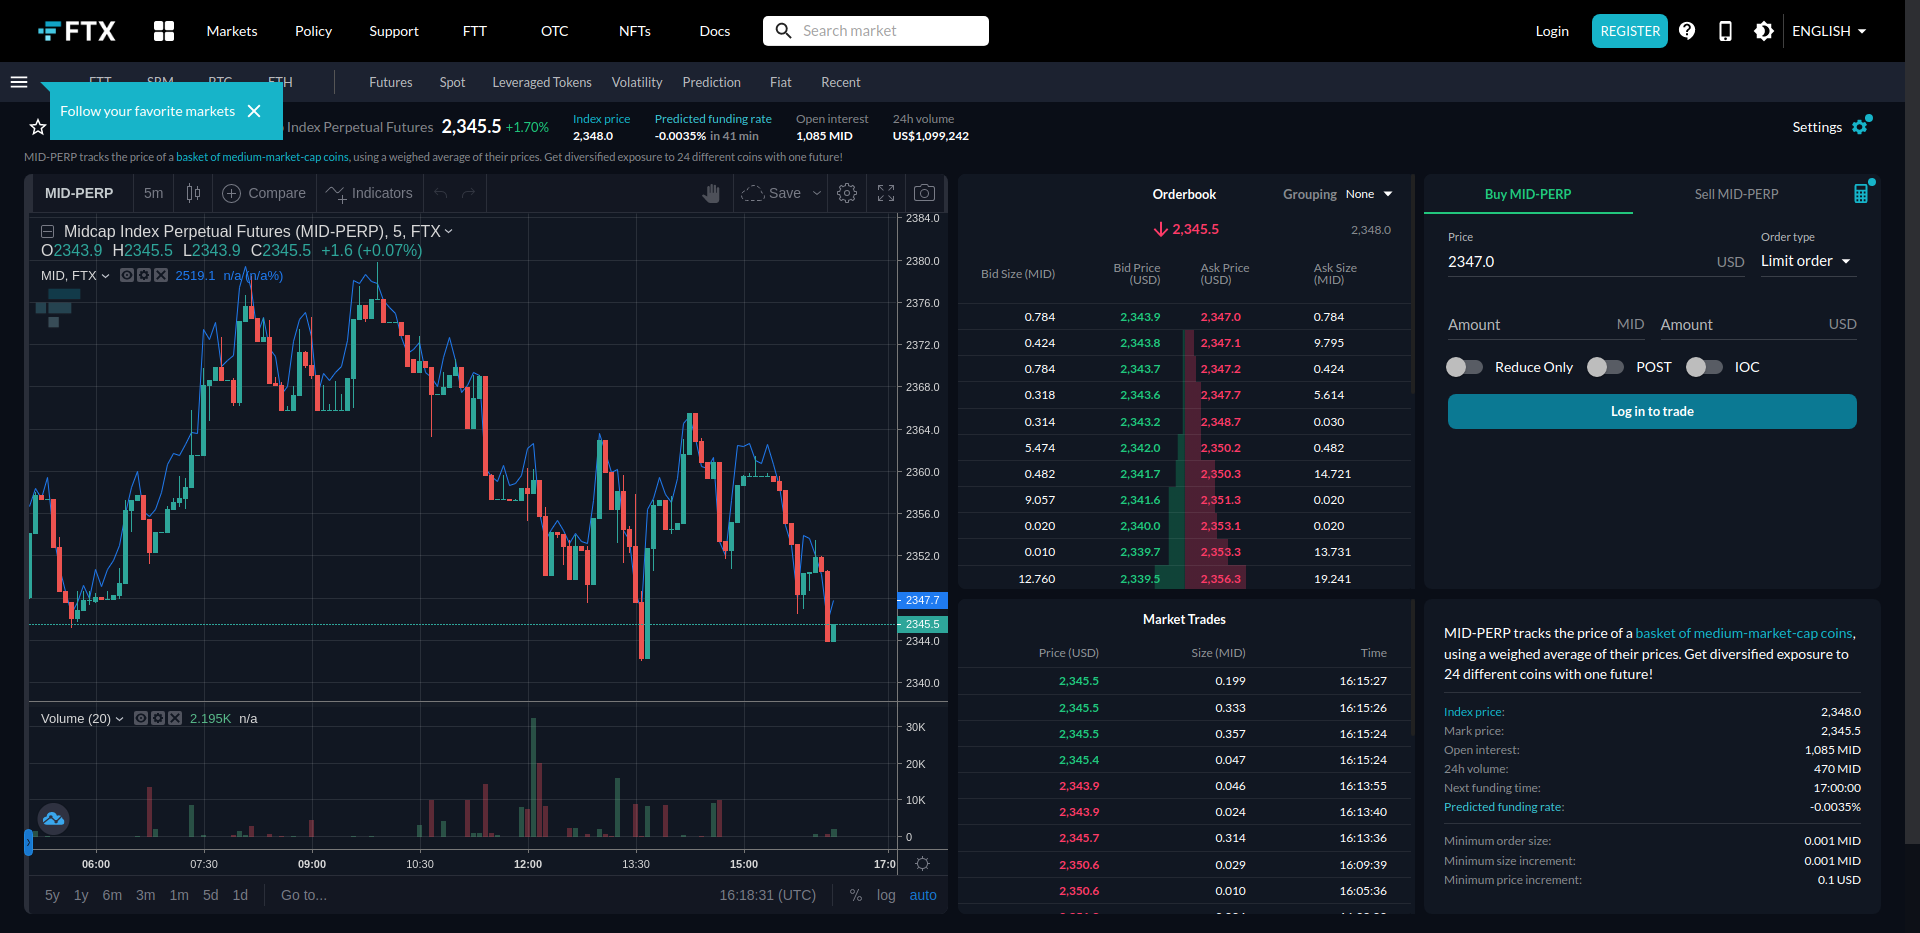 FTX Markets Policy Support FTT OTC NFTs Docs Search market Login REGISTER ENGLISH
FTT BTC ETH Futures Spot Leveraged Tokens Volatility Prediction Fiat Recent
Follow your favorite markets
Index Perpetual Futures 2,345.5 +1.70%
Index price
2,348.0
Predicted funding rate
-0.0035% in 41 min
Open interest
1,085 MID
24h volume
US$1,099,242
Settings
MID-PERP tracks the price of a basket of medium-market-cap coins, using a weighed average of their prices. Get diversified exposure to 24 different coins with one future!
MID-PERP 5m Compare Indicators Save
Midcap Index Perpetual Futures (MID-PERP), 5, FTX
O2343.9 H2345.5 L2343.9 C2345.5 +1.6 (+0.07%)
MID, FTX 2519.1 n/a (n/a%)
2384.0
2380.0
2376.0
2372.0
2368.0
2364.0
2360.0
2356.0
2352.0
2347.7
2345.5
2344.0
2340.0
Volume (20) 2.195K n/a
30K
20K
10K
0
06:00 07:30 09:00 10:30 12:00 13:30 15:00 17:0
5y 1y 6m 3m 1m 5d 1d Go to... 16:18:31 (UTC) % log auto
Orderbook Grouping None
2,345.5 2,348.0
Bid Size (MID) Bid Price (USD) Ask Price (USD) Ask Size (MID)
0.784 2,343.9 2,347.0 0.784
0.424 2,343.8 2,347.1 9.795
0.784 2,343.7 2,347.2 0.424
0.318 2,343.6 2,347.7 5.614
0.314 2,343.2 2,348.7 0.030
5.474 2,342.0 2,350.2 0.482
0.482 2,341.7 2,350.3 14.721
9.057 2,341.6 2,351.3 0.020
0.020 2,340.0 2,353.1 0.020
0.010 2,339.7 2,353.3 13.731
12.760 2,339.5 2,356.3 19.241
Market Trades
Price (USD) Size (MID) Time
2,345.5 0.199 16:15:27
2,345.5 0.333 16:15:26
2,345.5 0.357 16:15:24
2,345.4 0.047 16:15:24
2,343.9 0.046 16:13:55
2,343.9 0.024 16:13:40
2,345.7 0.314 16:13:36
2,350.6 0.029 16:09:39
2,350.6 0.010 16:05:36
Buy MID-PERP Sell MID-PERP
Price Order type
2347.0 USD Limit order
Amount MID Amount USD
Reduce Only POST IOC
Log in to trade
MID-PERP tracks the price of a basket of medium-market-cap coins,
using a weighed average of their prices. Get diversified exposure to
24 different coins with one future!
Index price: 2,348.0
Mark price: 2,345.5
Open interest: 1,085 MID
24h volume: 470 MID
Next funding time: 17:00:00
Predicted funding rate: -0.0035%
Minimum order size: 0.001 MID
Minimum size increment: 0.001 MID
Minimum price increment: 0.1 USD